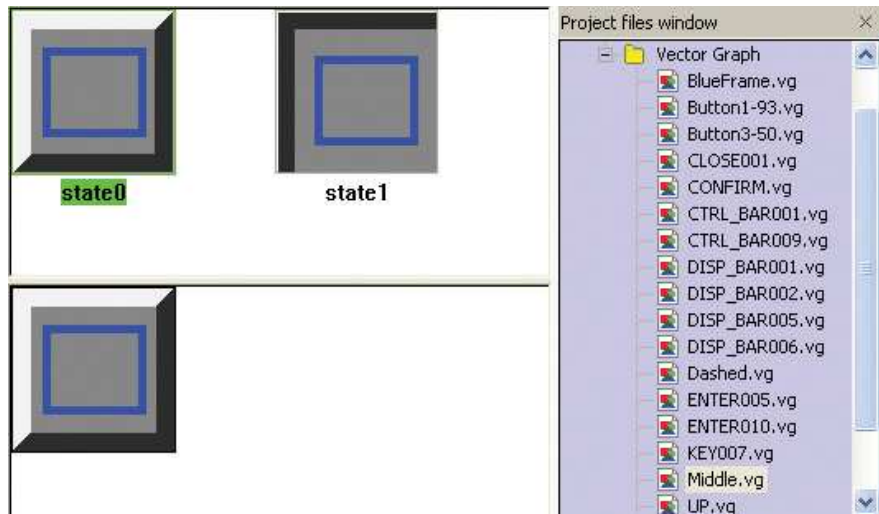 state0
state1
Project files window
Vector Graph
BlueFrame.vg
Button1-93.vg
Button3-50.vg
CLOSE001.vg
CONFIRM.vg
CTRL_BAR001.vg
CTRL_BAR009.vg
DISP_BAR001.vg
DISP_BAR002.vg
DISP_BAR005.vg
DISP_BAR006.vg
Dashed.vg
ENTER005.vg
ENTER010.vg
KEY007.vg
Middle.vg
UP.vg